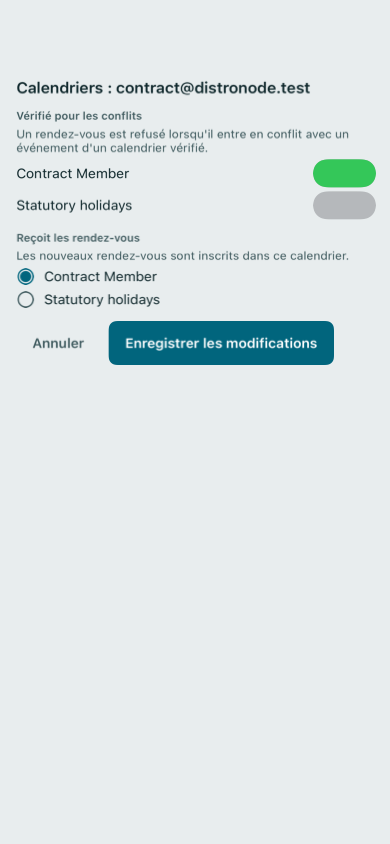 Calendriers : contract@distronode.test
Vérifié pour les conflits
Un rendez-vous est refusé lorsqu'il entre en conflit avec un
événement d'un calendrier vérifié.
Contract Member
Statutory holidays
Reçoit les rendez-vous
Les nouveaux rendez-vous sont inscrits dans ce calendrier.
Contract Member
Statutory holidays
Annuler
Enregistrer les modifications